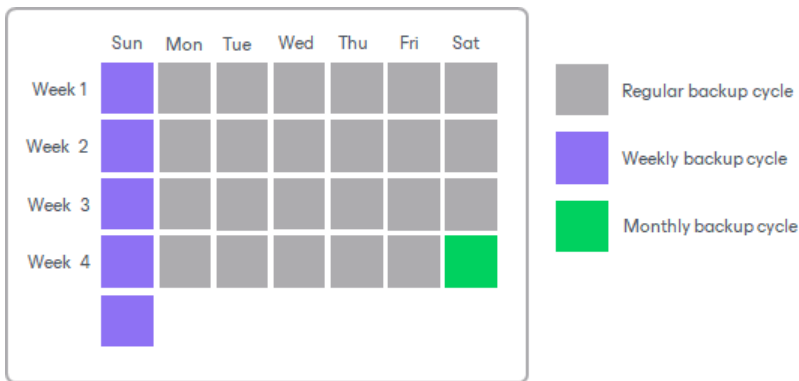 Sun Mon Tue Wed Thu Fri Sat
Week 1
Week 2
Week 3
Week 4
Regular backup cycle
Weekly backup cycle
Monthly backup cycle